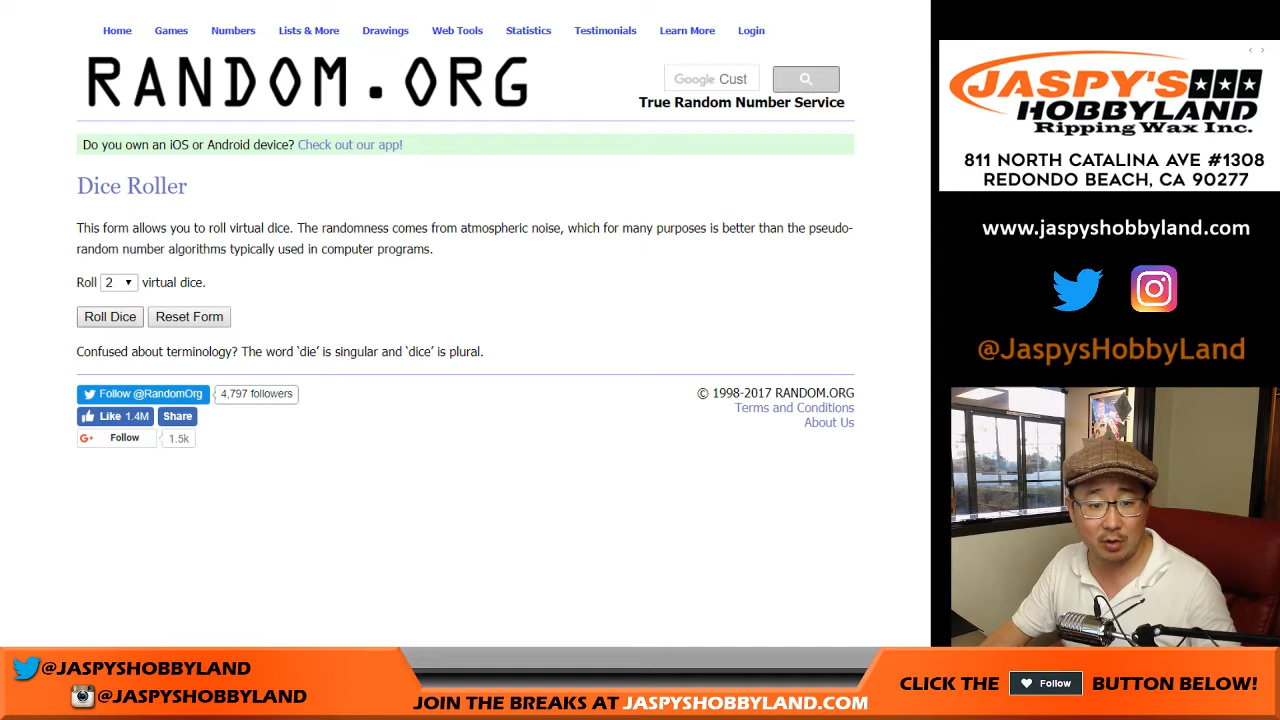 Home Games Numbers Lists & More Drawings Web Tools Statistics Testimonials Learn More Login
RANDOM.ORG
Google Cust
True Random Number Service
Do you own an iOS or Android device? Check out our app!
Dice Roller
This form allows you to roll virtual dice. The randomness comes from atmospheric noise, which for many purposes is better than the pseudo-
random number algorithms typically used in computer programs.
Roll 2 virtual dice.
Roll Dice Reset Form
Confused about terminology? The word ‘die’ is singular and ‘dice’ is plural.
Follow @RandomOrg 4,797 followers
Like 1.4M Share
G+ Follow 1.5k
© 1998-2017 RANDOM.ORG
Terms and Conditions
About Us
JASPY'S
HOBBYLAND
Ripping Wax Inc.
811 NORTH CATALINA AVE #1308
REDONDO BEACH, CA 90277
www.jaspyshobbyland.com
@JaspysHobbyLand
@JASPYSHOBBYLAND
@JASPYSHOBBYLAND
JOIN THE BREAKS AT JASPYSHOBBYLAND.COM
CLICK THE Follow BUTTON BELOW!